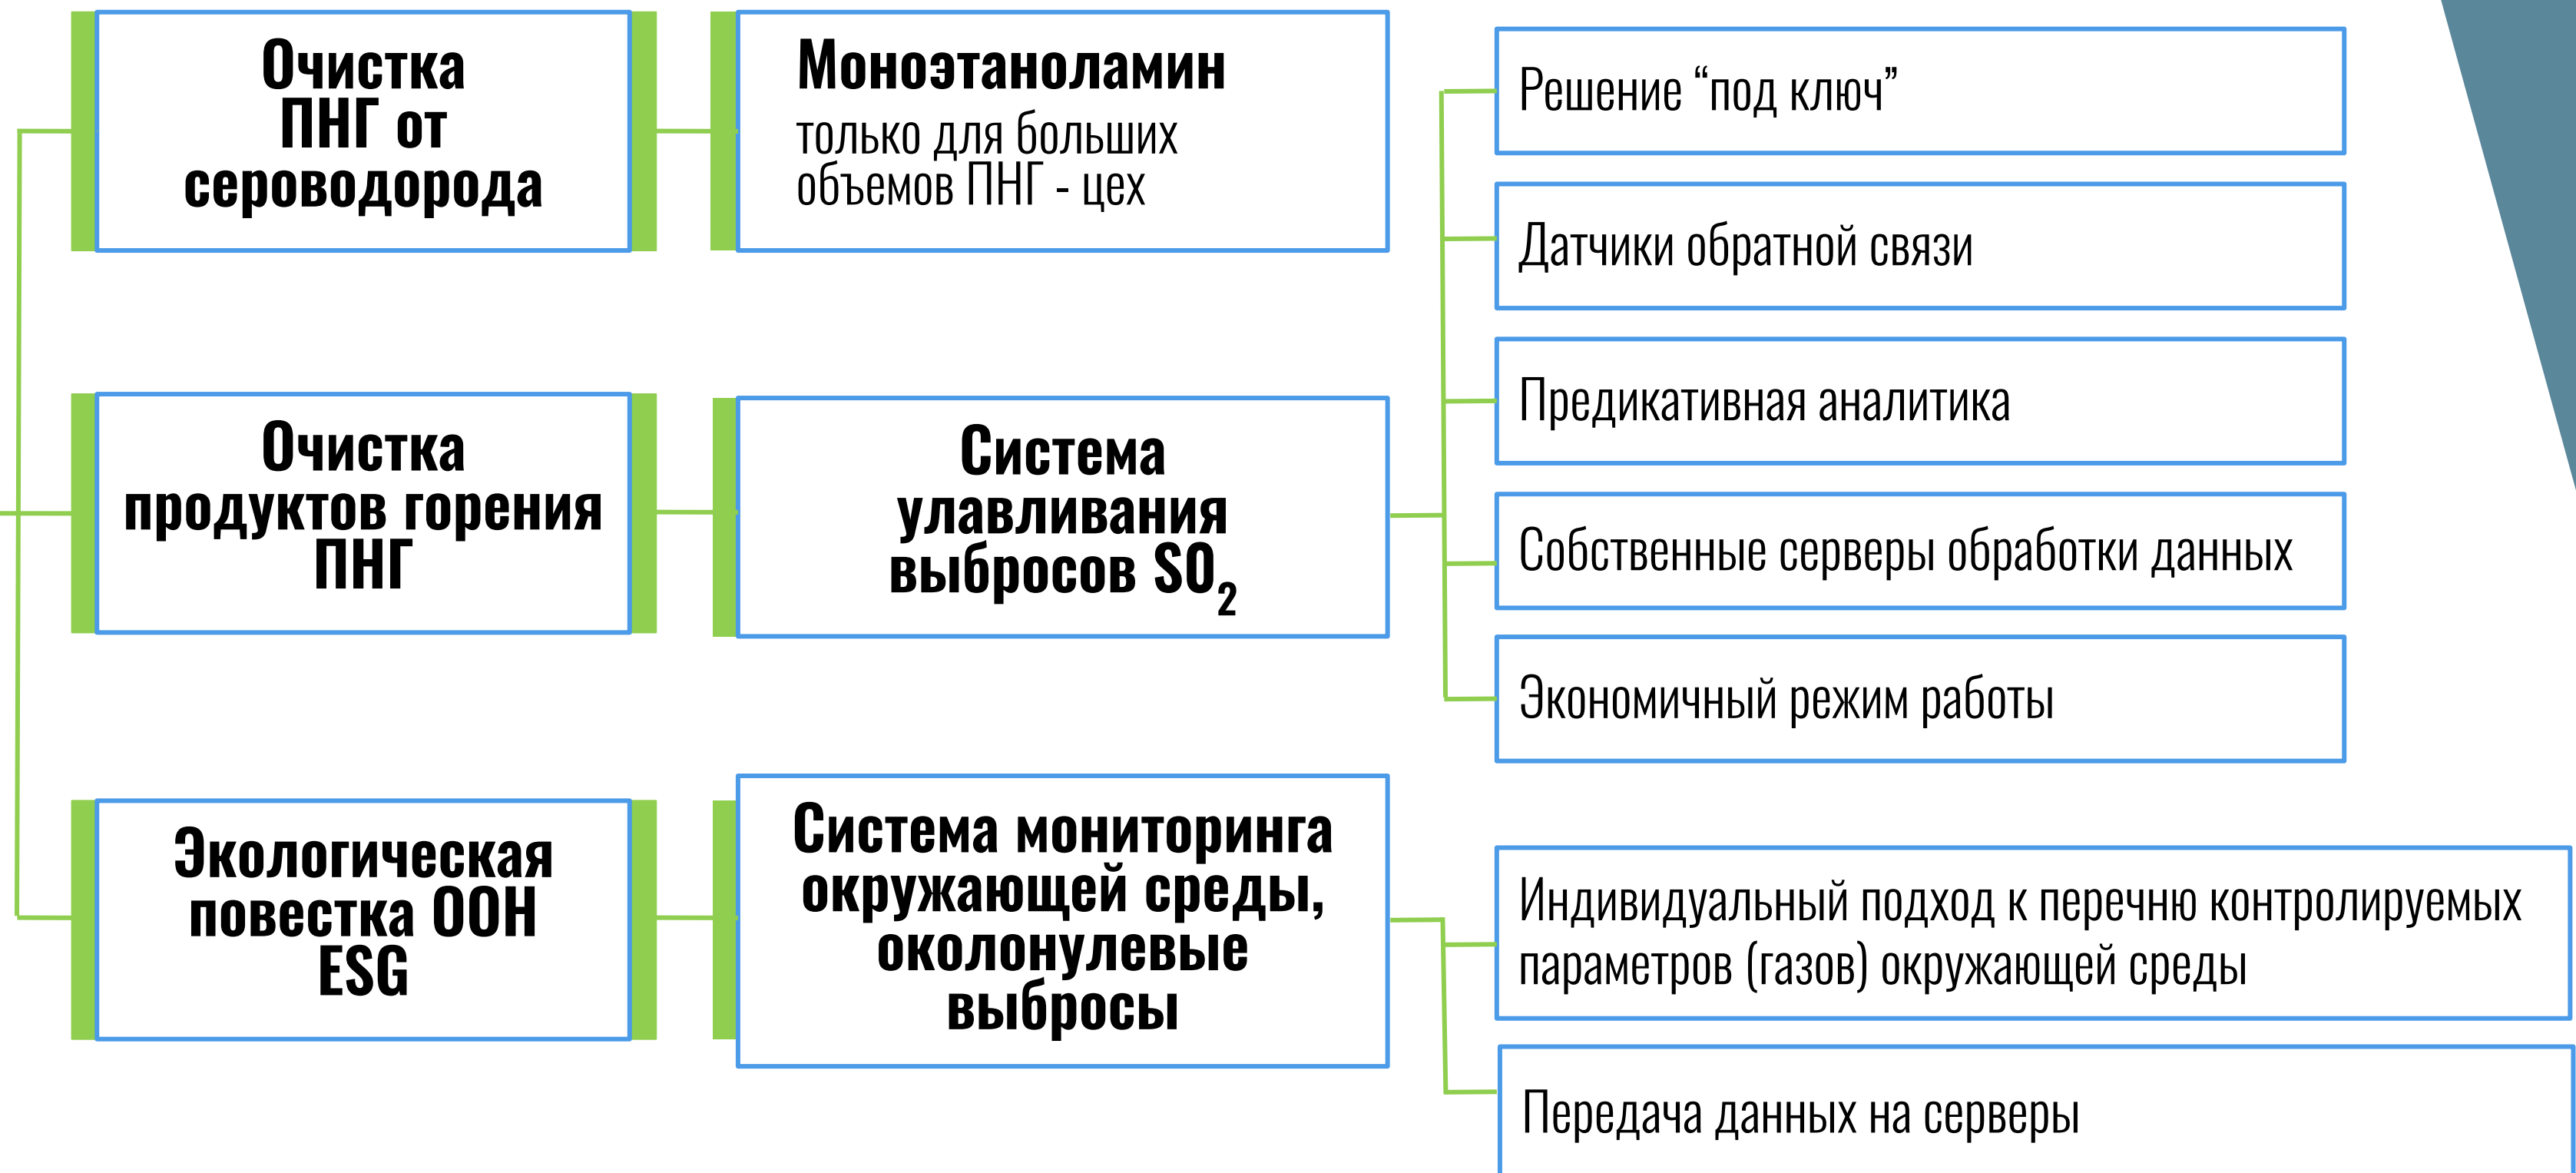 Очистка
ПНГ от
сероводорода
Моноэтаноламин
только для больших
объемов ПНГ - цех
Очистка
продуктов горения
ПНГ
Система
улавливания
выбросов SO₂
Решение “под ключ”
Датчики обратной связи
Предикативная аналитика
Собственные серверы обработки данных
Экономичный режим работы
Экологическая
повестка ООН
ESG
Система мониторинга
окружающей среды,
околонулевые
выбросы
Индивидуальный подход к перечню контролируемых
параметров (газов) окружающей среды
Передача данных на серверы